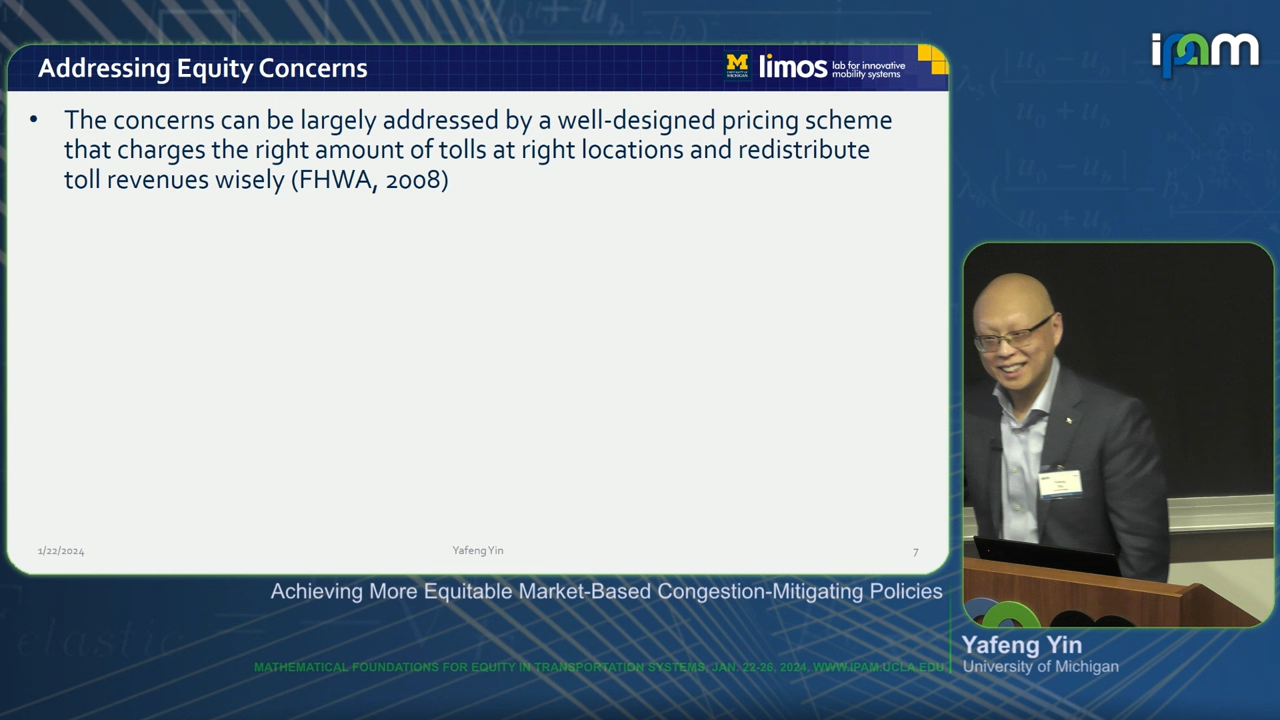 Addressing Equity Concerns
limos lab for innovative
mobility systems
ipam
• The concerns can be largely addressed by a well-designed pricing scheme
that charges the right amount of tolls at right locations and redistribute
toll revenues wisely (FHWA, 2008)
1/22/2024
Yafeng Yin
7
Achieving More Equitable Market-Based Congestion-Mitigating Policies
MATHEMATICAL FOUNDATIONS FOR EQUITY IN TRANSPORTATION SYSTEMS, JAN. 22-26, 2024, WWW.IPAM.UCLA.EDU
Yafeng Yin
University of Michigan
elastic